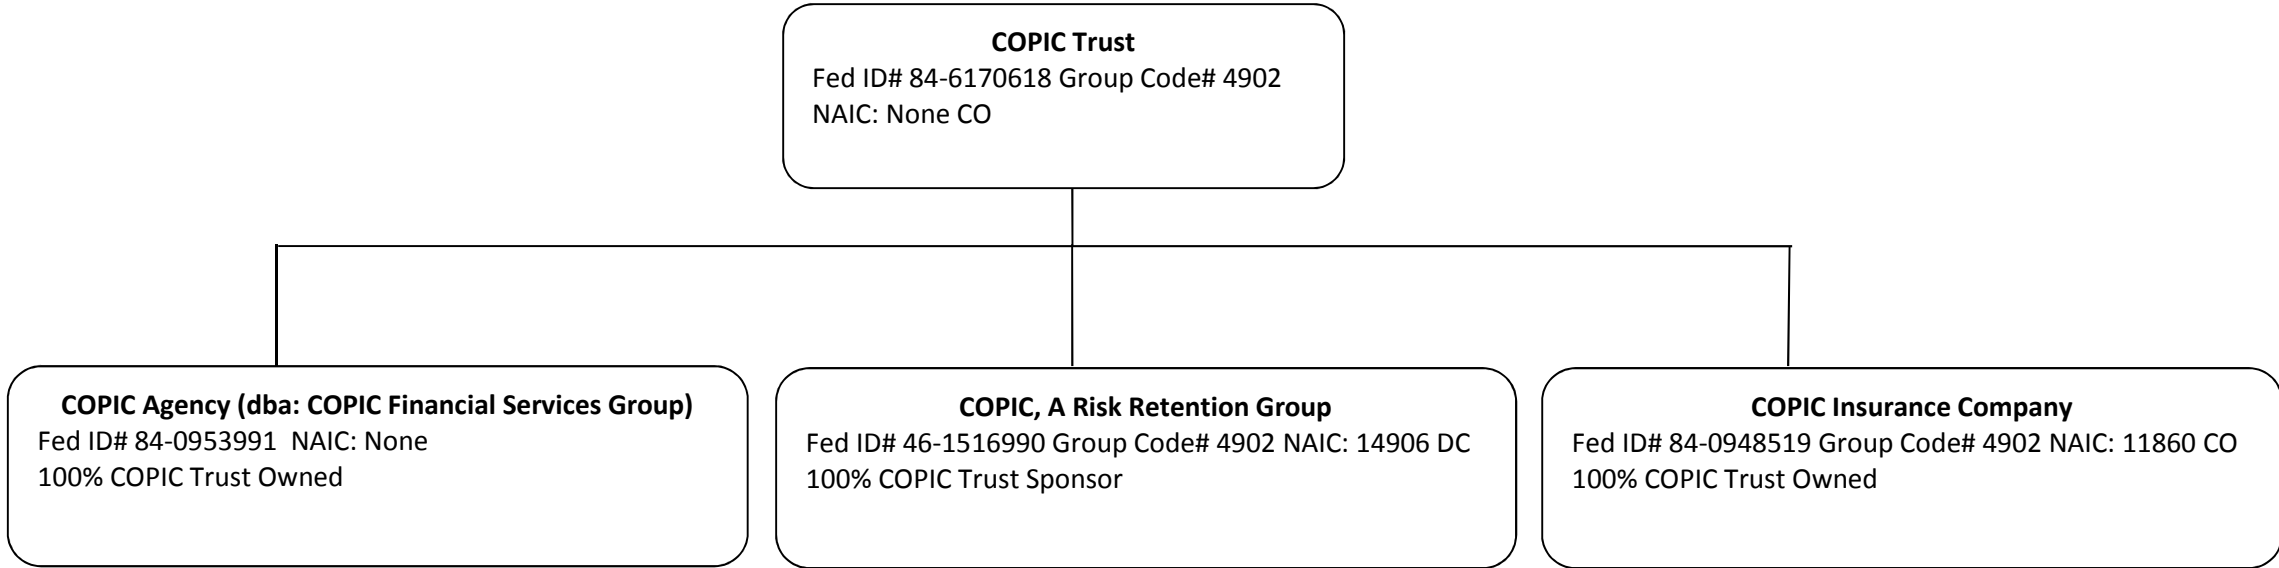 COPIC Trust
Fed ID# 84-6170618 Group Code# 4902
NAIC: None CO
COPIC Agency (dba: COPIC Financial Services Group)
Fed ID# 84-0953991 NAIC: None
100% COPIC Trust Owned
COPIC, A Risk Retention Group
Fed ID# 46-1516990 Group Code# 4902 NAIC: 14906 DC
100% COPIC Trust Sponsor
COPIC Insurance Company
Fed ID# 84-0948519 Group Code# 4902 NAIC: 11860 CO
100% COPIC Trust Owned